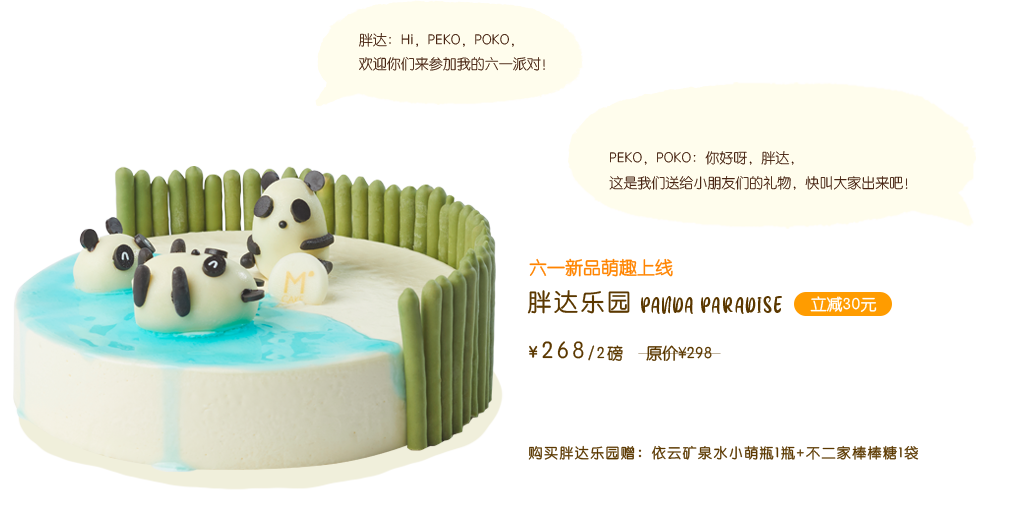 胖达：Hi，PEKO，POKO，
欢迎你们来参加我的六一派对！
PEKO，POKO：你好呀，胖达，
这是我们送给小朋友们的礼物，快叫大家出来吧！
六一新品萌趣上线
胖达乐园 PANDA PARADISE 立减30元
¥268/2磅 原价¥298
购买胖达乐园赠：依云矿泉水小萌瓶1瓶+不二家棒棒糖1袋
M